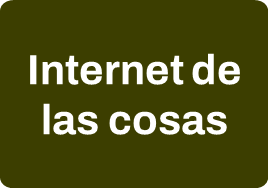 Internet de
las cosas